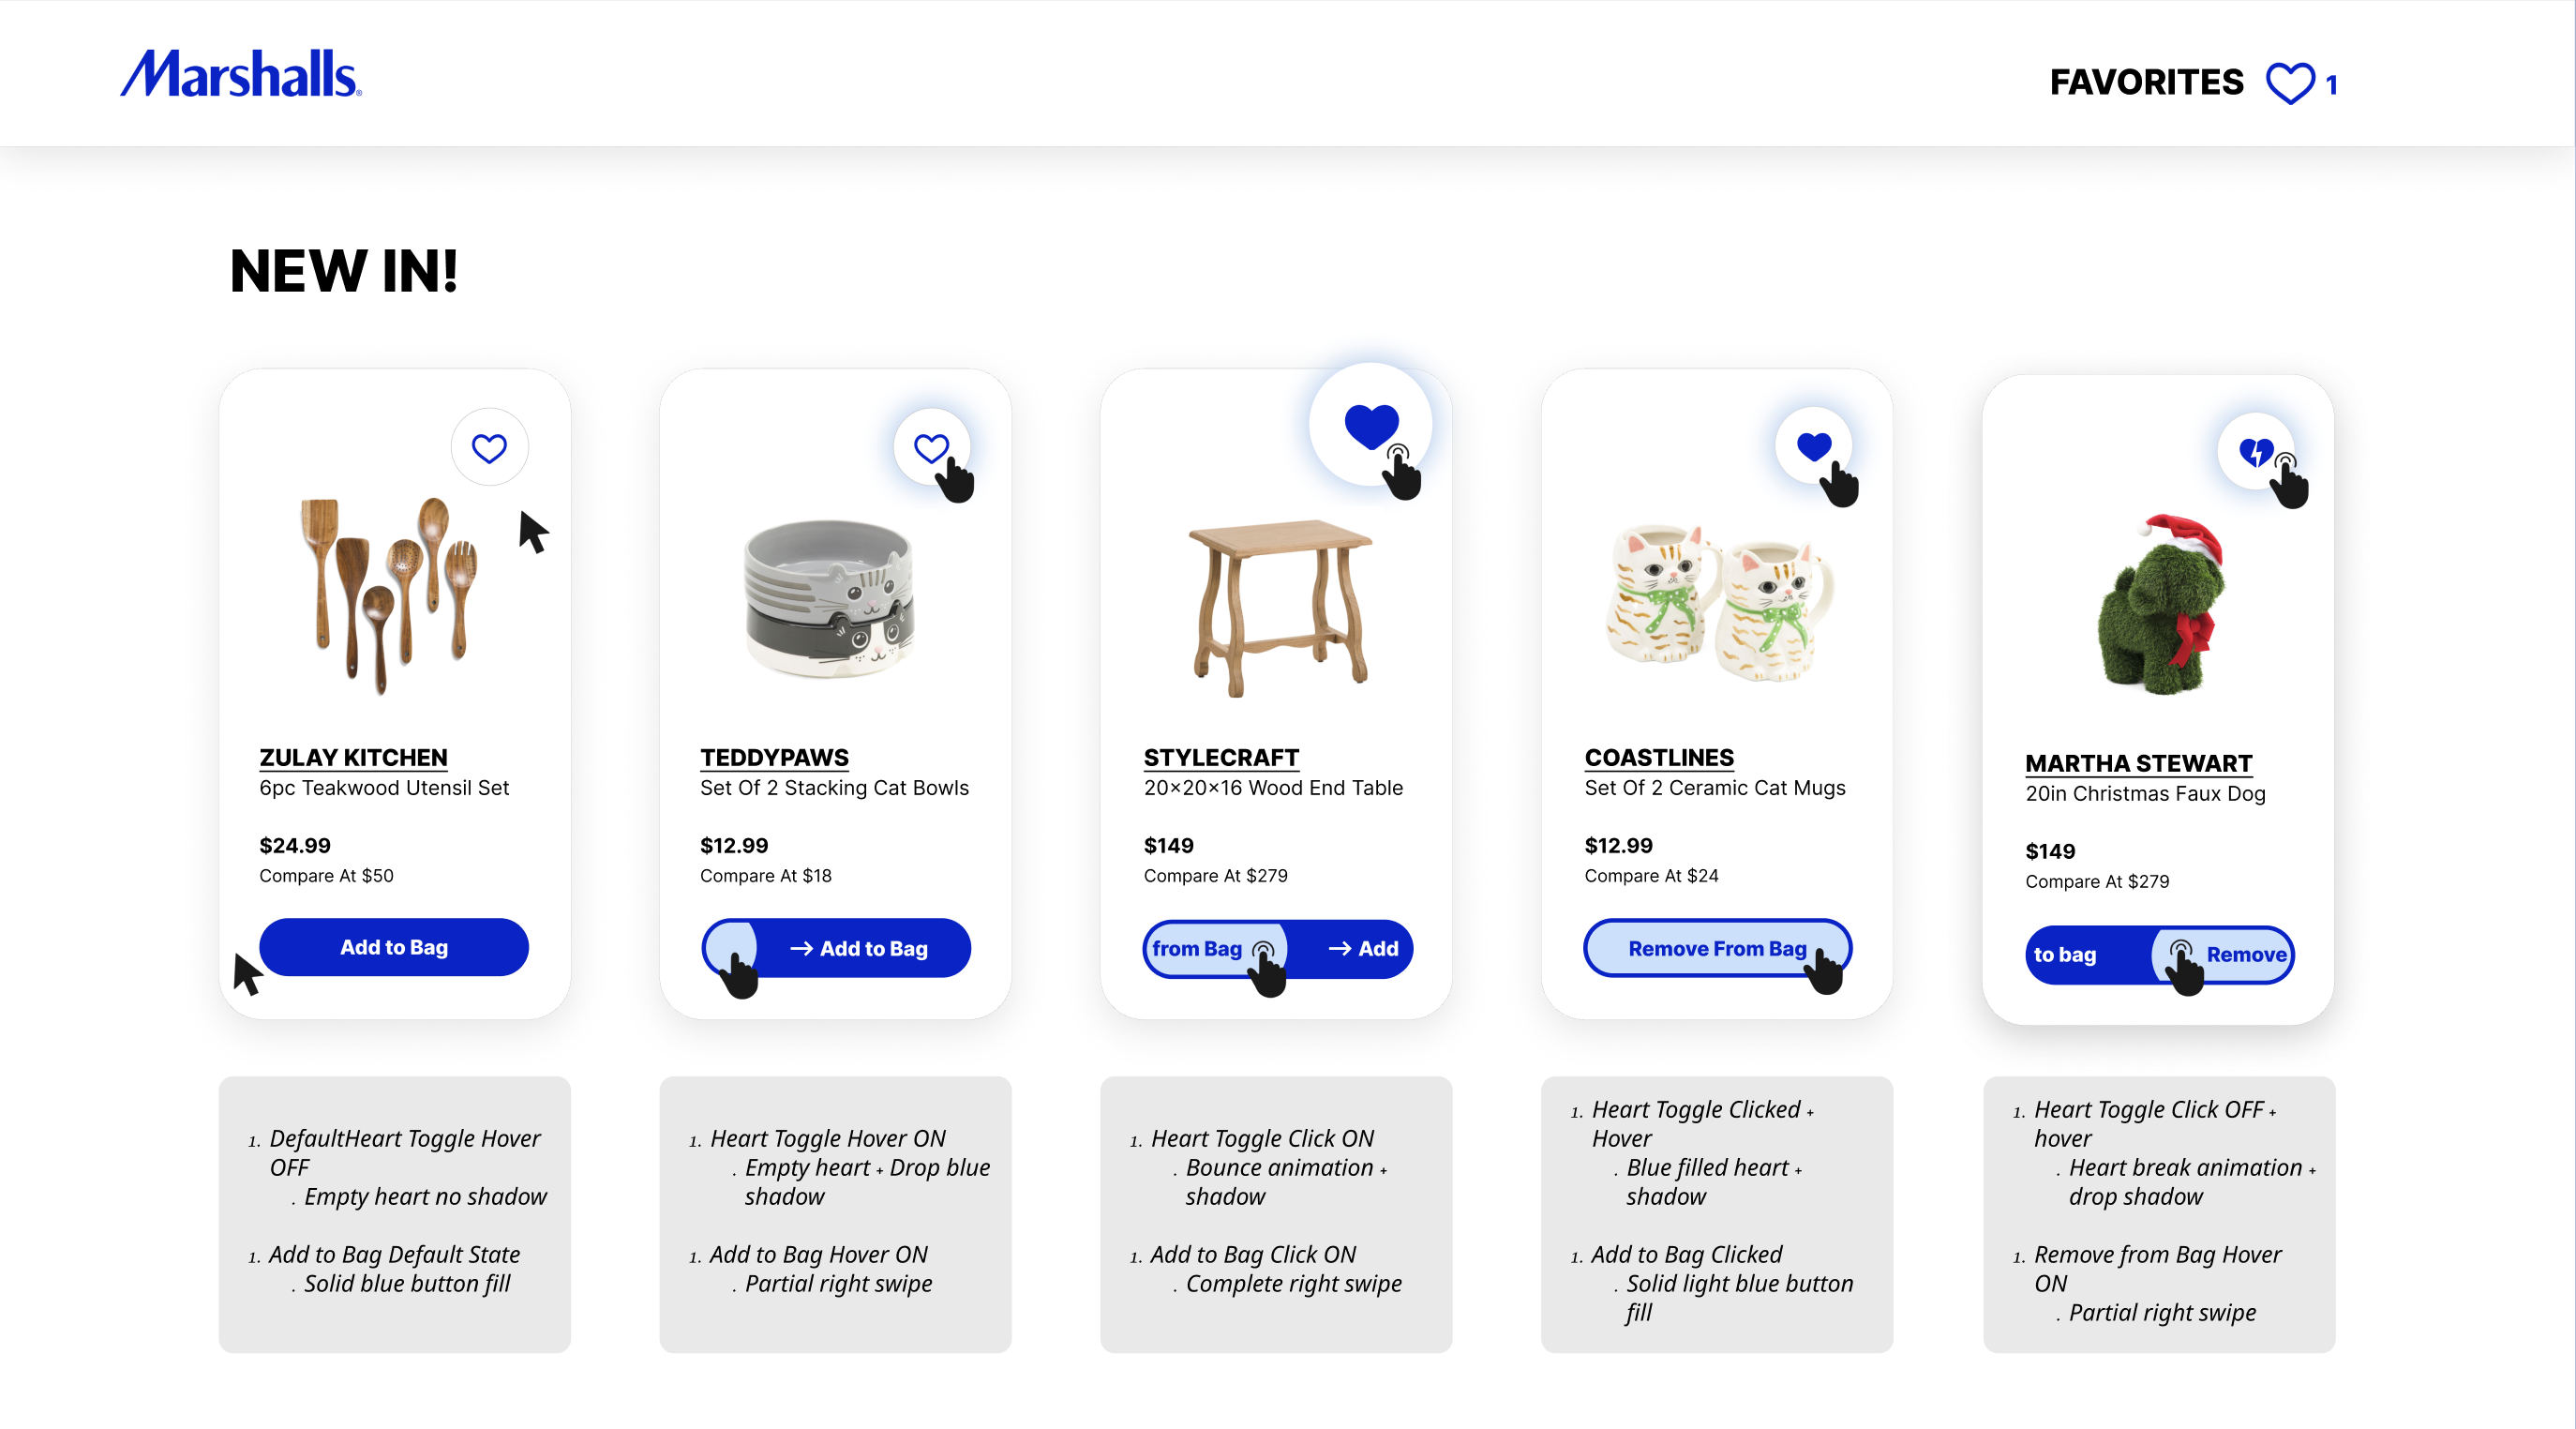 Marshalls®
FAVORITES 1
NEW IN!
ZULAY KITCHEN
6pc Teakwood Utensil Set
$24.99
Compare At $50
Add to Bag
TEDDYPAWS
Set Of 2 Stacking Cat Bowls
$12.99
Compare At $18
→ Add to Bag
STYLECRAFT
20×20×16 Wood End Table
$149
Compare At $279
from Bag → Add
COASTLINES
Set Of 2 Ceramic Cat Mugs
$12.99
Compare At $24
Remove From Bag
MARTHA STEWART
20in Christmas Faux Dog
$149
Compare At $279
to bag Remove
1. DefaultHeart Toggle Hover
OFF
. Empty heart no shadow
1. Add to Bag Default State
. Solid blue button fill
1. Heart Toggle Hover ON
. Empty heart + Drop blue
shadow
1. Add to Bag Hover ON
. Partial right swipe
1. Heart Toggle Click ON
. Bounce animation +
shadow
1. Add to Bag Click ON
. Complete right swipe
1. Heart Toggle Clicked +
Hover
. Blue filled heart +
shadow
1. Add to Bag Clicked
. Solid light blue button
fill
1. Heart Toggle Click OFF +
hover
. Heart break animation +
drop shadow
1. Remove from Bag Hover
ON
. Partial right swipe